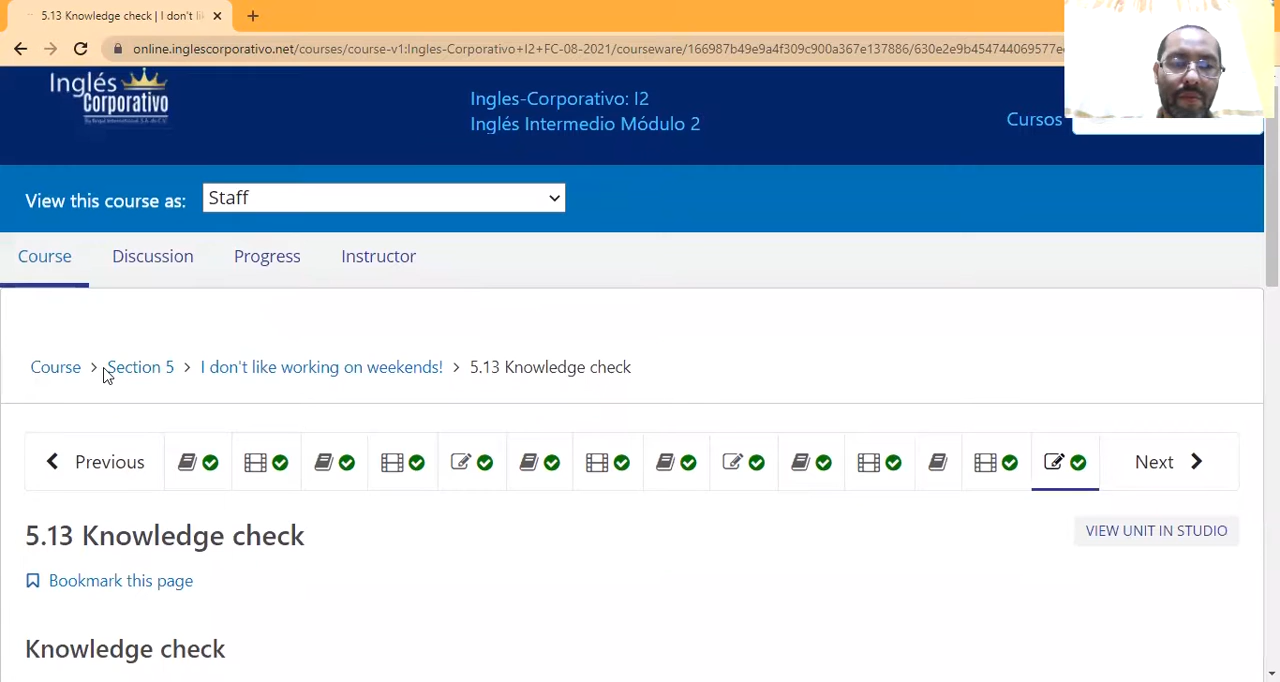 5.13 Knowledge check | I don't li
online.inglescorporativo.net/courses/course-v1:Ingles-Corporativo+I2+FC-08-2021/courseware/166987b49e9a4f309c900a367e137886/630e2e9b454744069577e
Inglés
Corporativo
Ingles-Corporativo: I2
Inglés Intermedio Módulo 2
Cursos
View this course as: Staff
Course Discussion Progress Instructor
Course > Section 5 > I don't like working on weekends! > 5.13 Knowledge check
Previous Next
5.13 Knowledge check
VIEW UNIT IN STUDIO
Bookmark this page
Knowledge check